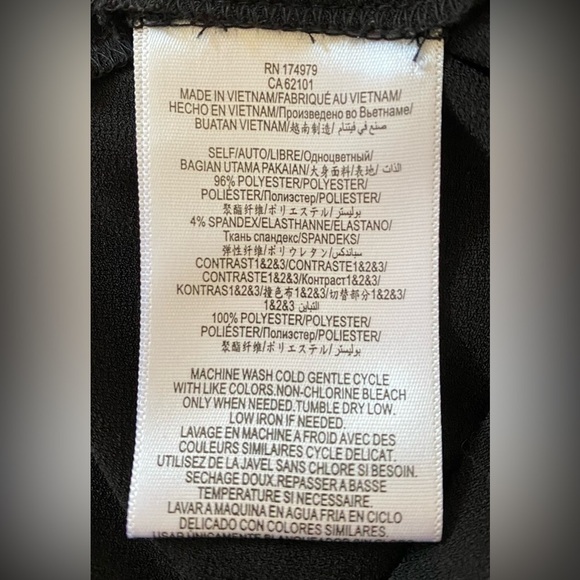 RN 174979
CA 62101
MADE IN VIETNAM/FABRIQUÉ AU VIETNAM/
HECHO EN VIETNAM/Произведено во Вьетнаме/
BUATAN VIETNAM/越南制造/ صنع في فيتنام
SELF/AUTO/LIBRE/Одноцветный/
BAGIAN UTAMA PAKAIAN/大身面料/表地/ الذات
96% POLYESTER/POLYESTER/
POLIÉSTER/Полиэстер/POLIESTER/
聚酯纤维/ポリエステル/بوليستر
4% SPANDEX/ELASTHANNE/ELASTANO/
Ткань спандекс/SPANDEKS/
弹性纤维/ポリウレタン/سباندكس
CONTRAST1&2&3/CONTRASTE1&2&3/
CONTRASTE1&2&3/Контраст1&2&3/
KONTRAS1&2&3/撞色布1&2&3/切替部分1&2&3/
1&2&3 التباين
100% POLYESTER/POLYESTER/
POLIÉSTER/Полиэстер/POLIESTER/
聚酯纤维/ポリエステル/بوليستر
MACHINE WASH COLD GENTLE CYCLE
WITH LIKE COLORS.NON-CHLORINE BLEACH
ONLY WHEN NEEDED.TUMBLE DRY LOW.
LOW IRON IF NEEDED.
LAVAGE EN MACHINE A FROID AVEC DES
COULEURS SIMILAIRES CYCLE DELICAT.
UTILISEZ DE LA JAVEL SANS CHLORE SI BESOIN.
SECHAGE DOUX.REPASSER A BASSE
TEMPERATURE SI NECESSAIRE.
LAVAR A MAQUINA EN AGUA FRIA EN CICLO
DELICADO CON COLORES SIMILARES.
USAR ÚNICAMENTE BLANQUEADOR